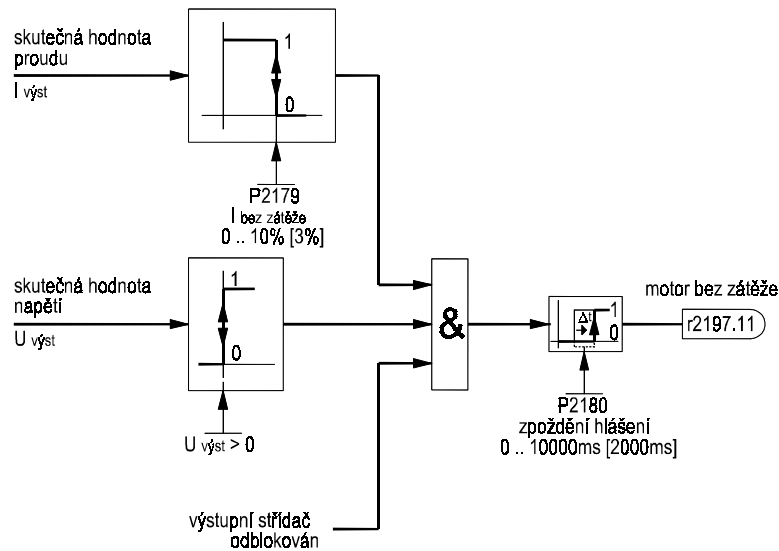 skutečná hodnota
proudu
I výst
1
0
P2179
I bez zátěže
0 .. 10% [3%]
skutečná hodnota
napětí
U výst
1
0
U výst > 0
&
Δt
1
0
motor bez zátěže
r2197.11
P2180
zpoždění hlášení
0 .. 10000ms [2000ms]
výstupní střídač
odblokován